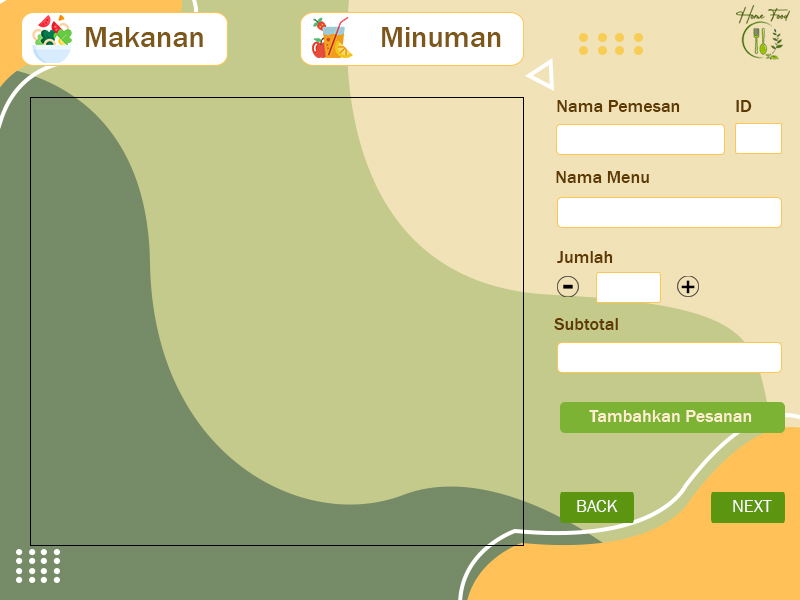 Makanan
Minuman
Home Food
Nama Pemesan
ID
Nama Menu
Jumlah
Subtotal
Tambahkan Pesanan
BACK
NEXT